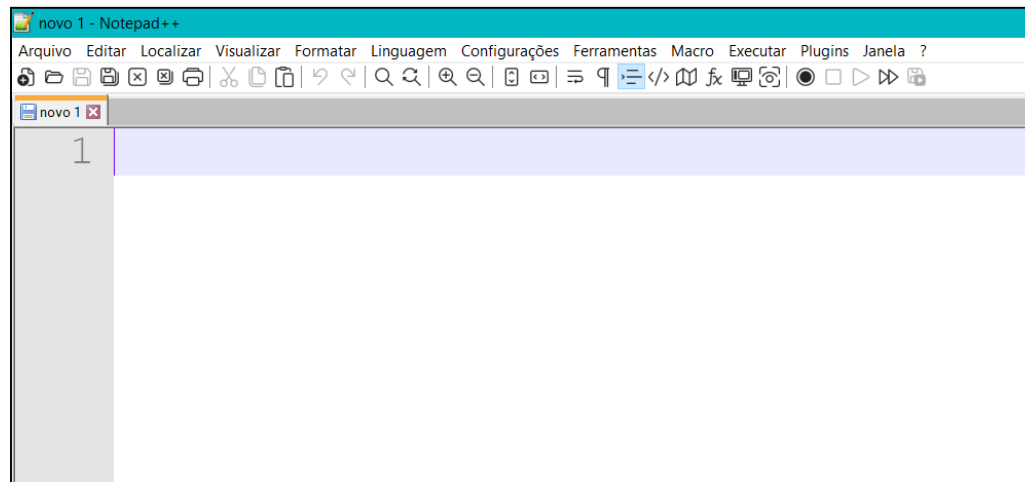 novo 1 - Notepad++
Arquivo Editar Localizar Visualizar Formatar Linguagem Configurações Ferramentas Macro Executar Plugins Janela ?
novo 1
1